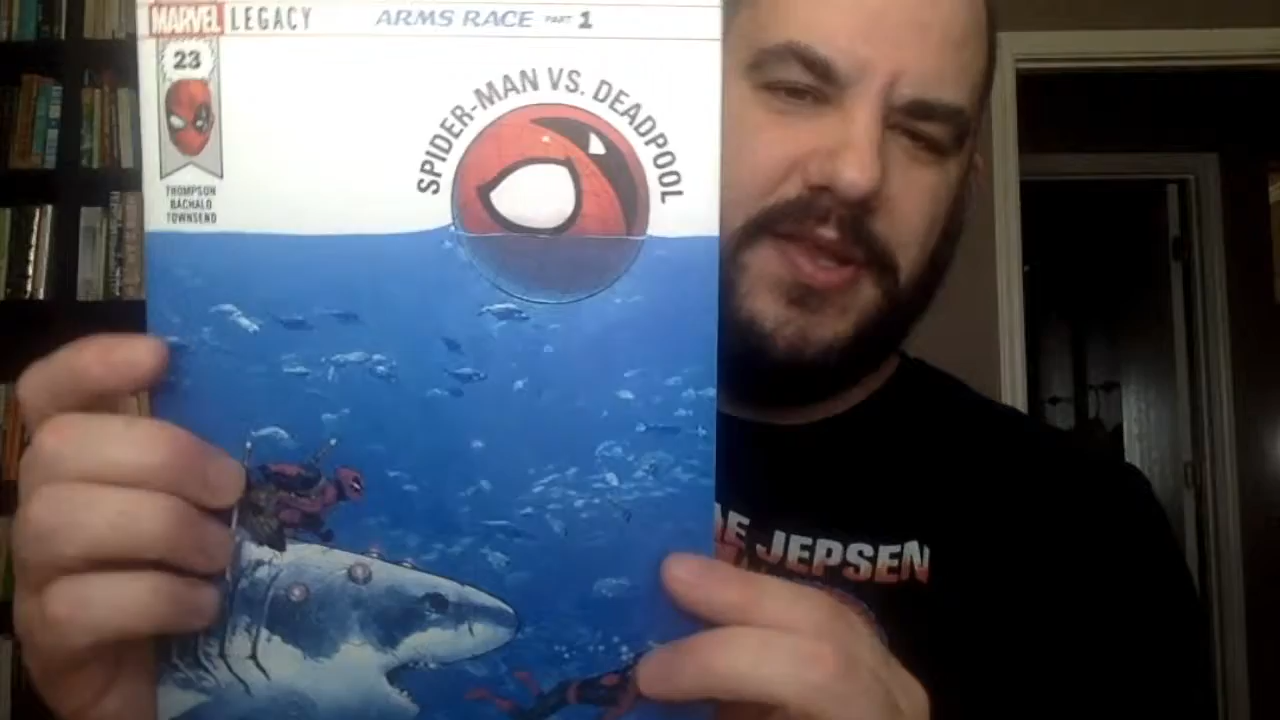 MARVEL LEGACY ARMS RACE PART 1
23
SPIDER-MAN VS. DEADPOOL
THOMPSON
BACHALO
TOWNSEND
JEPSEN